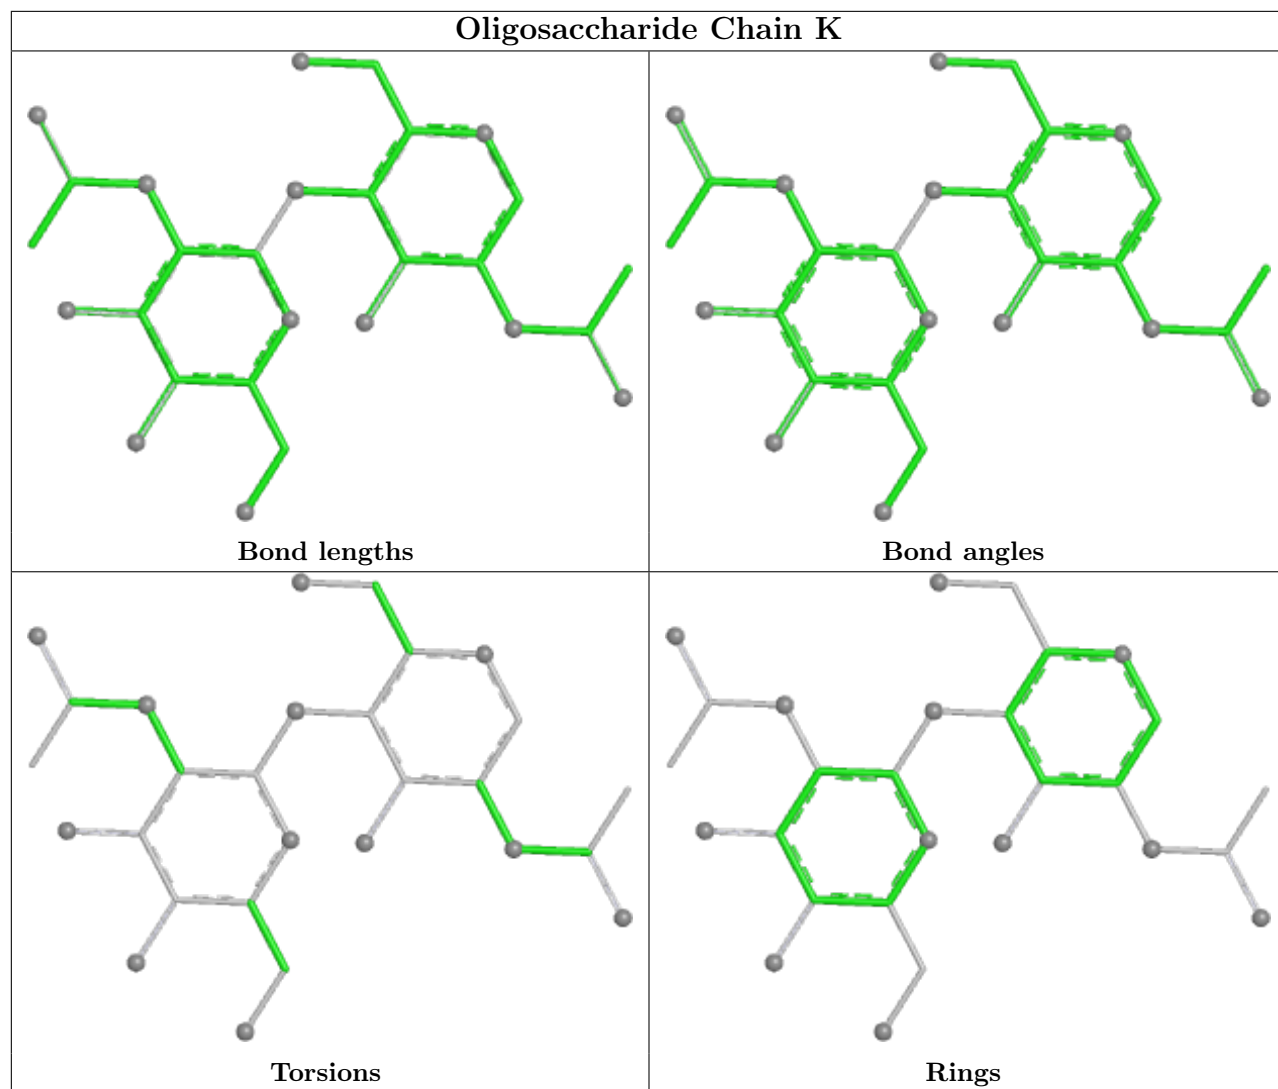 Oligosaccharide Chain K
Bond lengths
Bond angles
Torsions
Rings